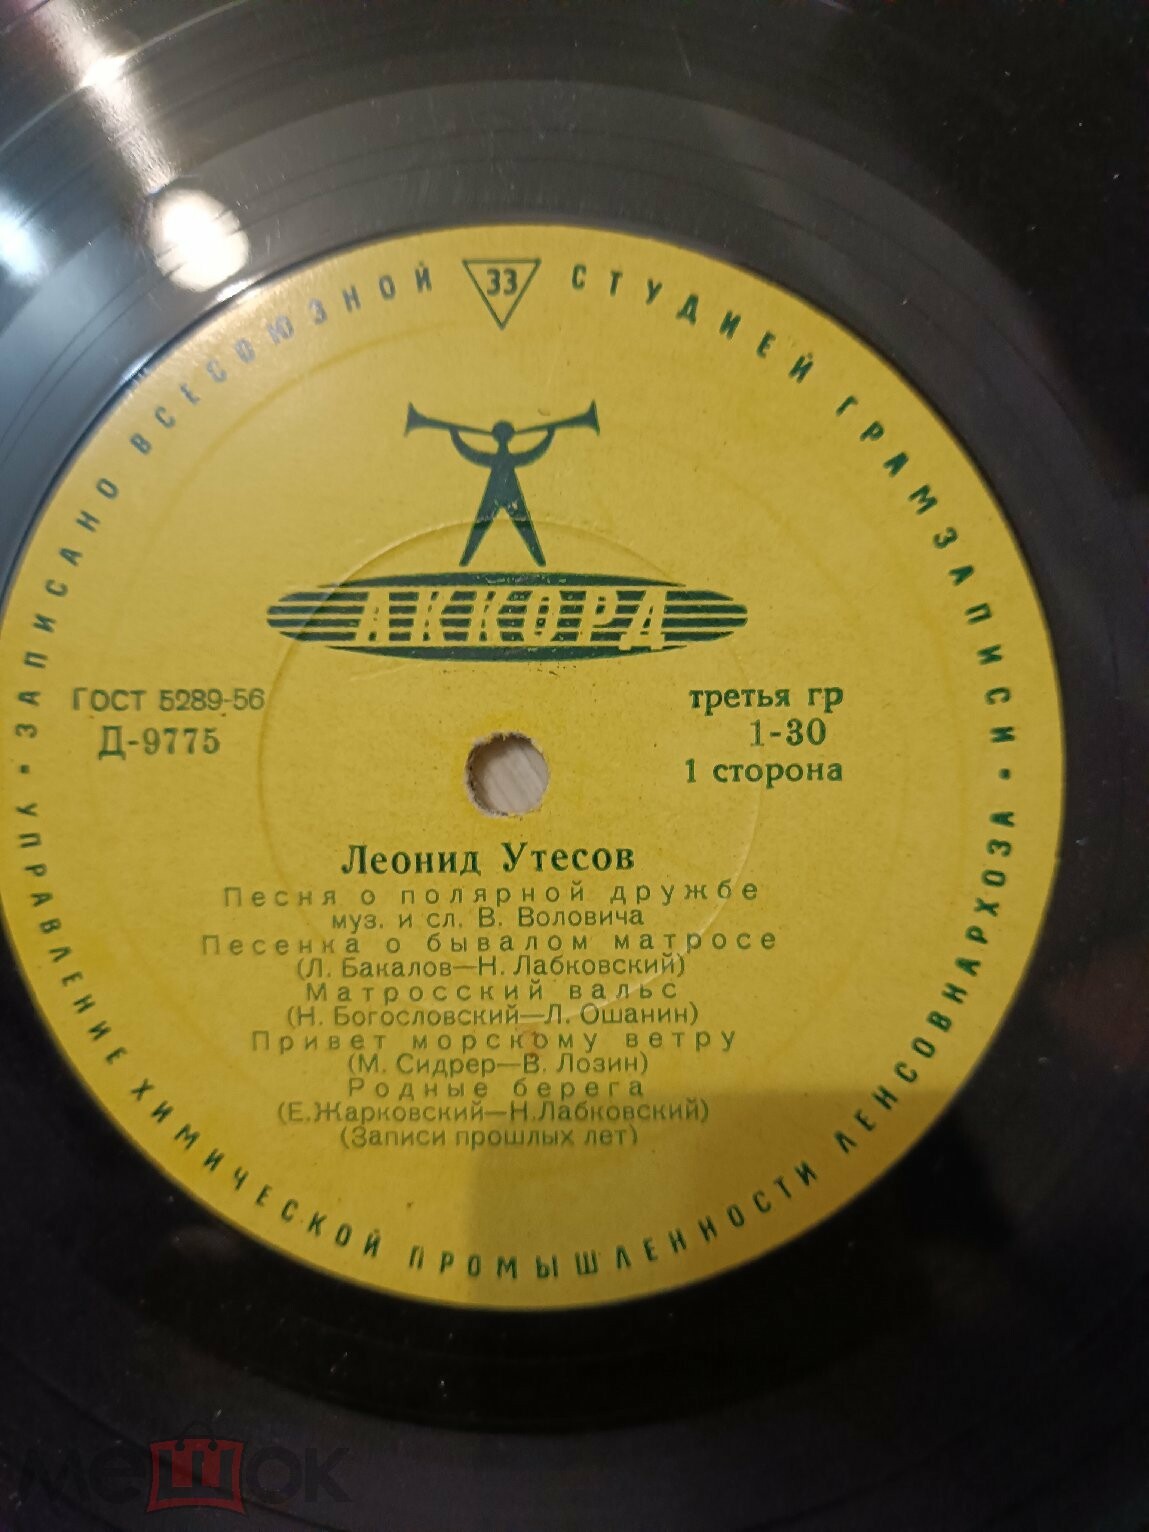 ЗАПИСАНО ВСЕСОЮЗНОЙ СТУДИЕЙ ГРАМЗАПИСИ
33
АККОРД
ГОСТ 5289-56
Д-9775
третья гр
1-30
1 сторона
Леонид Утесов
Песня о полярной дружбе
муз. и сл. В. Воловича
Песенка о бывалом матросе
(Л. Бакалов—Н. Лабковский)
Матросский вальс
(Н. Богословский—Л. Ошанин)
Привет морскому ветру
(М. Сидрер—В. Лозин)
Родные берега
(Е.Жарковский—Н.Лабковский)
(Записи прошлых лет)
УПРАВЛЕНИЕ ХИМИЧЕСКОЙ ПРОМЫШЛЕННОСТИ ЛЕНСОВНАРХОЗА
мешок